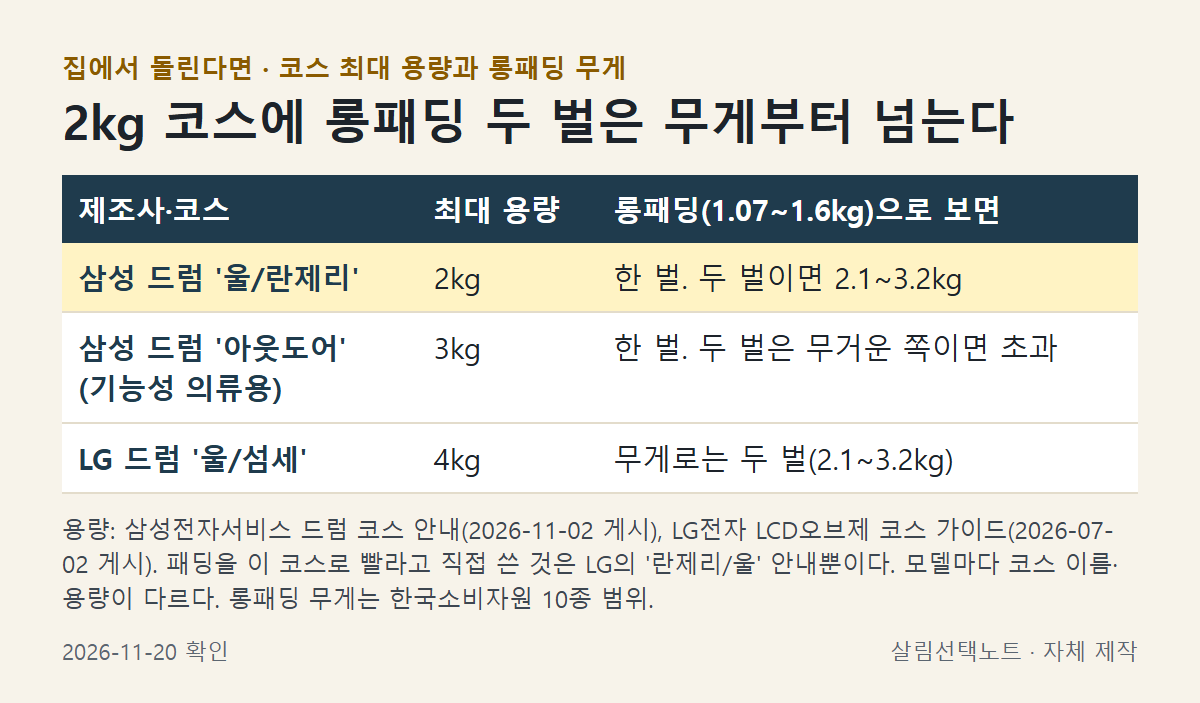 집에서 돌린다면 · 코스 최대 용량과 롱패딩 무게
2kg 코스에 롱패딩 두 벌은 무게부터 넘는다
제조사·코스 최대 용량 롱패딩(1.07~1.6kg)으로 보면
삼성 드럼 '울/란제리' 2kg 한 벌. 두 벌이면 2.1~3.2kg
삼성 드럼 '아웃도어' 3kg 한 벌. 두 벌은 무거운 쪽이면 초과
(기능성 의류용)
LG 드럼 '울/섬세' 4kg 무게로는 두 벌(2.1~3.2kg)
용량: 삼성전자서비스 드럼 코스 안내(2026-11-02 게시), LG전자 LCD오브제 코스 가이드(2026-07-
02 게시). 패딩을 이 코스로 빨라고 직접 쓴 것은 LG의 '란제리/울' 안내뿐이다. 모델마다 코스 이름·
용량이 다르다. 롱패딩 무게는 한국소비자원 10종 범위.
2026-11-20 확인 살림선택노트 · 자체 제작